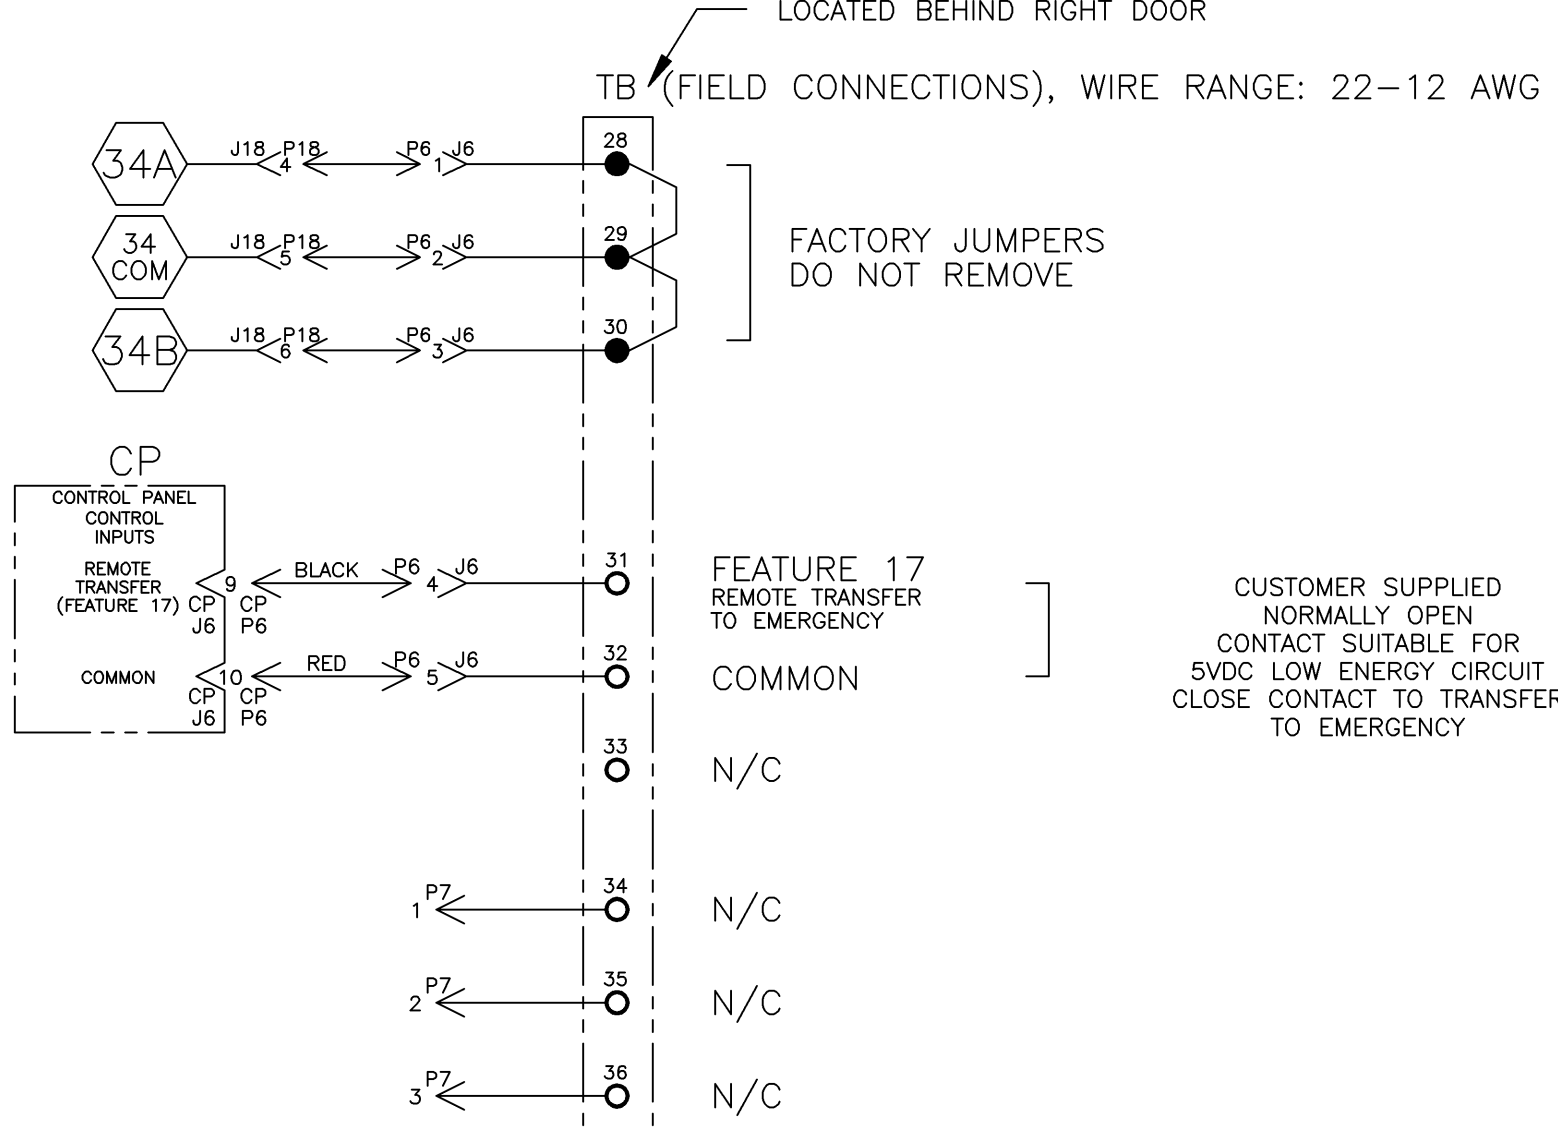 LOCATED BEHIND RIGHT DOOR
TB (FIELD CONNECTIONS), WIRE RANGE: 22-12 AWG
34A J18 4 P18 P6 1 J6 28
34 COM J18 5 P18 P6 2 J6 29
34B J18 6 P18 P6 3 J6 30
FACTORY JUMPERS
DO NOT REMOVE
CP
CONTROL PANEL
CONTROL
INPUTS
REMOTE
TRANSFER
(FEATURE 17)
9 BLACK P6 4 J6 31
CP CP
J6 P6
FEATURE 17
REMOTE TRANSFER
TO EMERGENCY
COMMON 10 RED P6 5 J6 32 COMMON
CP CP
J6 P6
CUSTOMER SUPPLIED
NORMALLY OPEN
CONTACT SUITABLE FOR
5VDC LOW ENERGY CIRCUIT
CLOSE CONTACT TO TRANSFER
TO EMERGENCY
33 N/C
1 P7 34 N/C
2 P7 35 N/C
3 P7 36 N/C